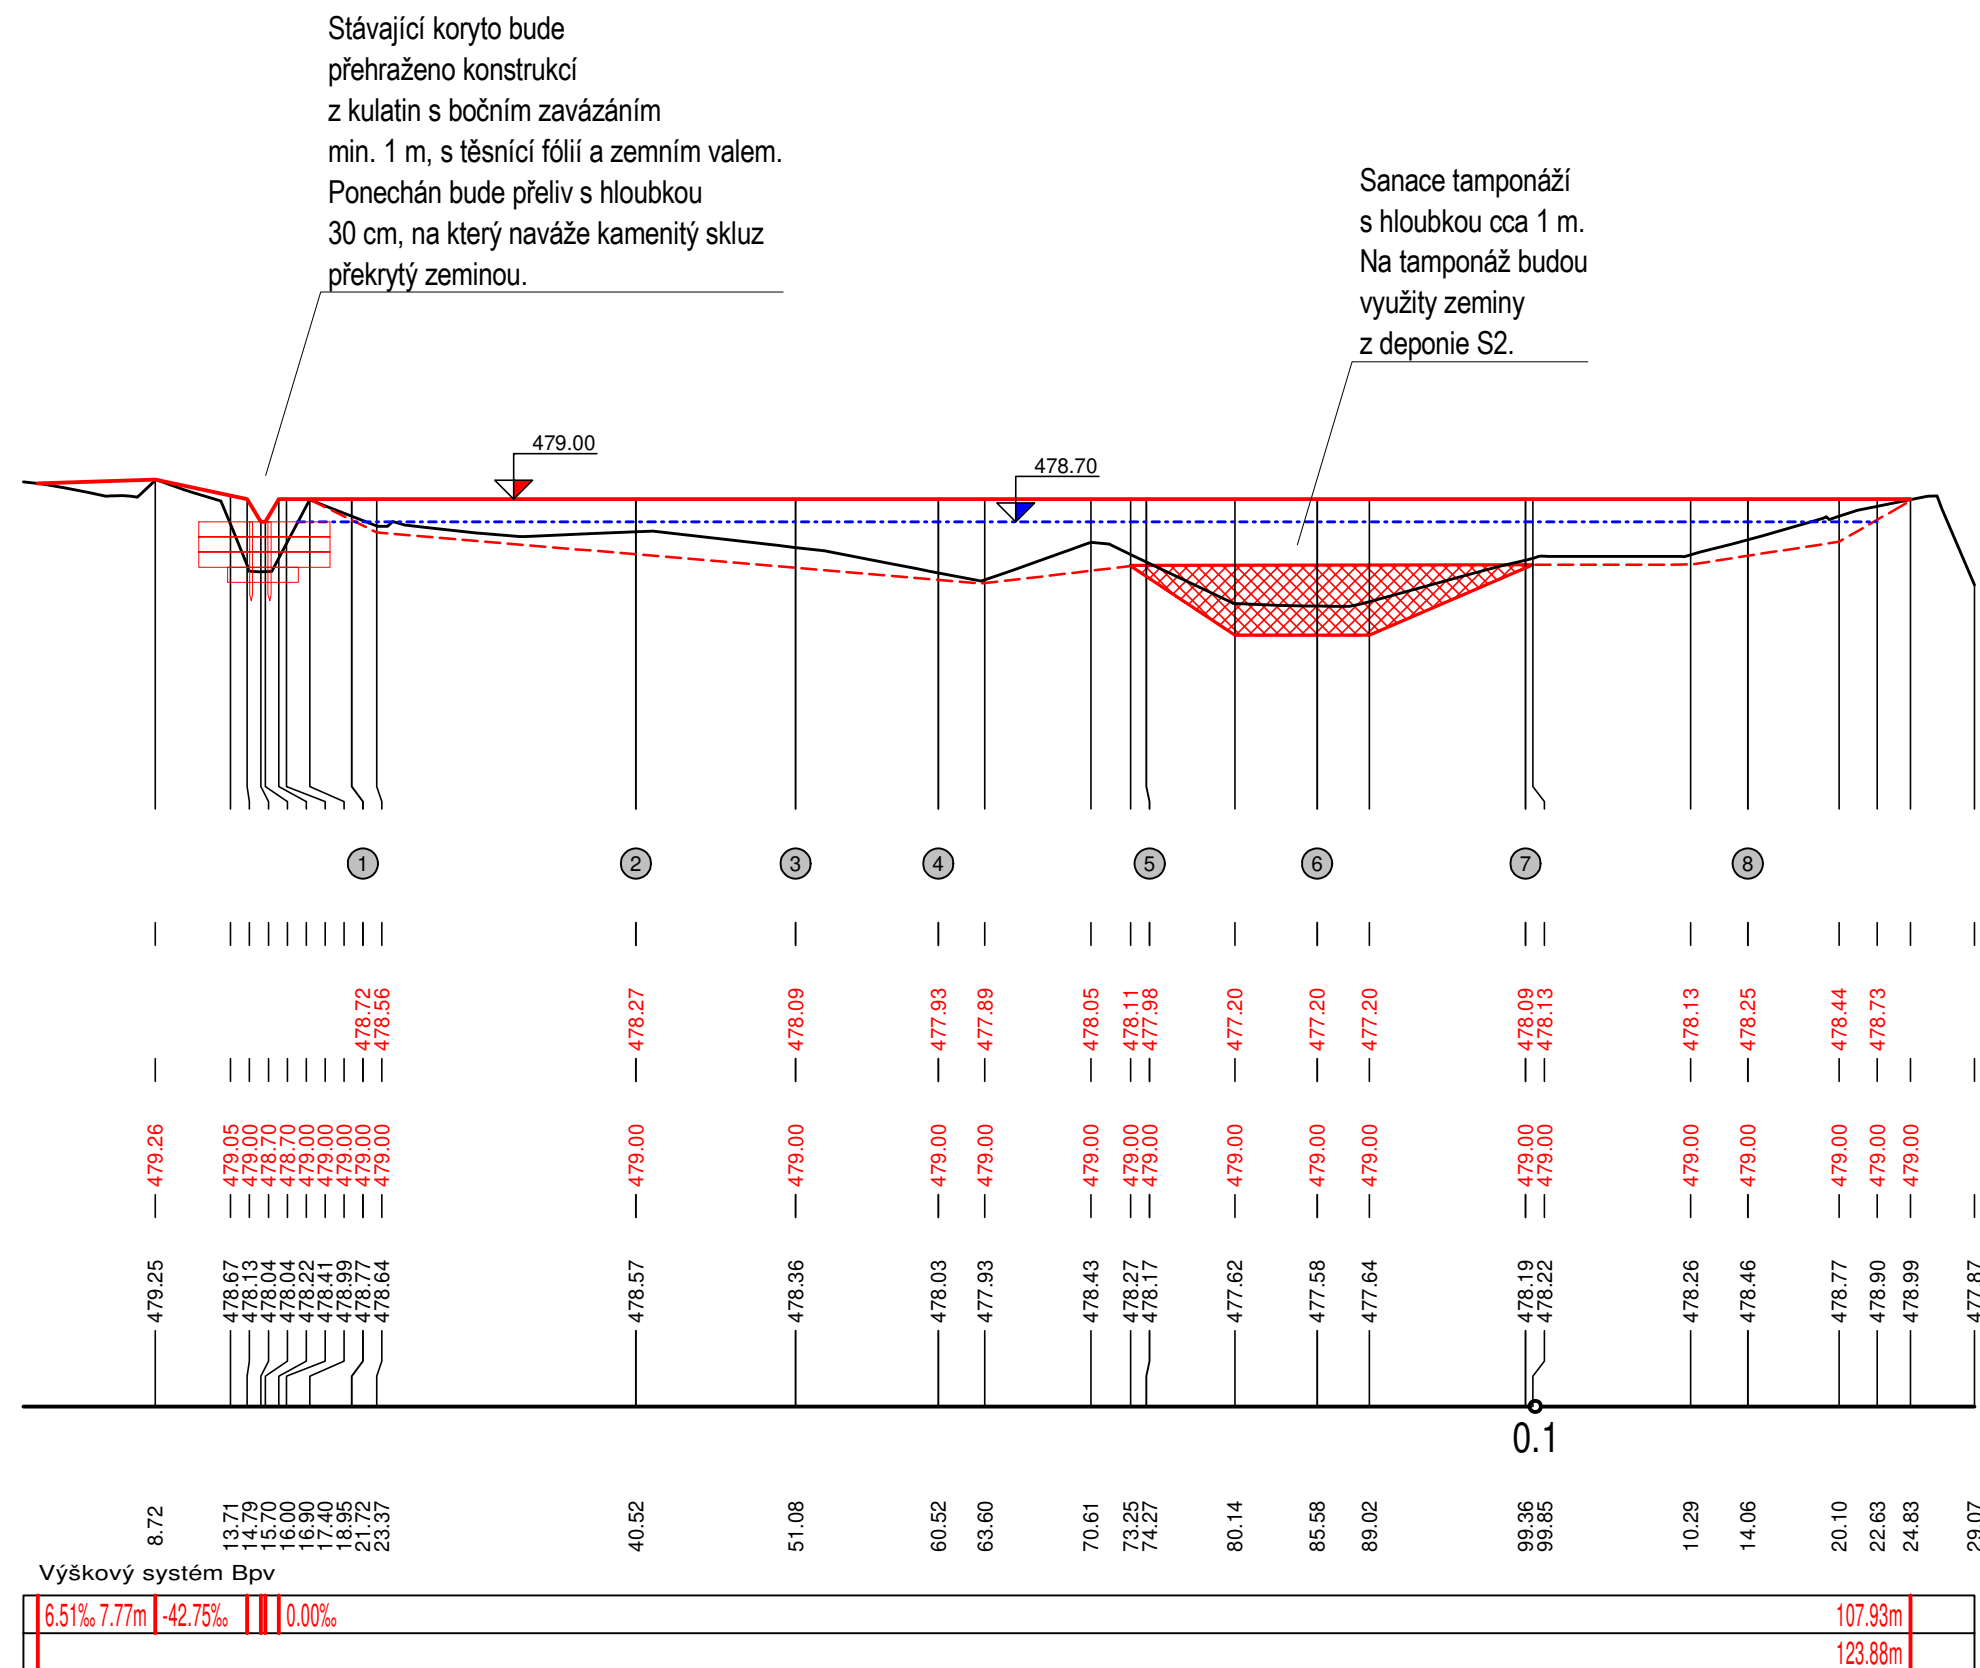 Stávající koryto bude
přehraženo konstrukcí
z kulatin s bočním zavázáním
min. 1 m, s těsnící fólií a zemním valem.
Ponechán bude přeliv s hloubkou
30 cm, na který naváže kamenitý skluz
překrytý zeminou.
Sanace tamponáží
s hloubkou cca 1 m.
Na tamponáž budou
využity zeminy
z deponie S2.
479.00
478.70
1 2 3 4 5 6 7 8
478.72 478.56 478.27 478.09 477.93 477.89 478.05 478.11 477.98 477.20 477.20 477.20 478.09 478.13 478.13 478.25 478.44 478.73
479.26 479.05 479.00 478.70 478.70 479.00 479.00 479.00 479.00 479.00 479.00 479.00 479.00 479.00 479.00 479.00 479.00 479.00 479.00 479.00 479.00 479.00 479.00 479.00 479.00 479.00 479.00
479.25 478.67 478.13 478.04 478.04 478.22 478.41 478.99 478.77 478.64 478.57 478.36 478.03 477.93 478.43 478.27 478.17 477.62 477.58 477.64 478.19 478.22 478.26 478.46 478.77 478.90 478.99 477.87
0.1
8.72 13.71 14.79 15.70 16.00 16.90 17.40 18.95 21.72 23.37 40.52 51.08 60.52 63.60 70.61 73.25 74.27 80.14 85.58 89.02 99.36 99.85 10.29 14.06 20.10 22.63 24.83 29.07
Výškový systém Bpv
6.51‰ 7.77m -42.75‰ 0.00‰ 107.93m
123.88m